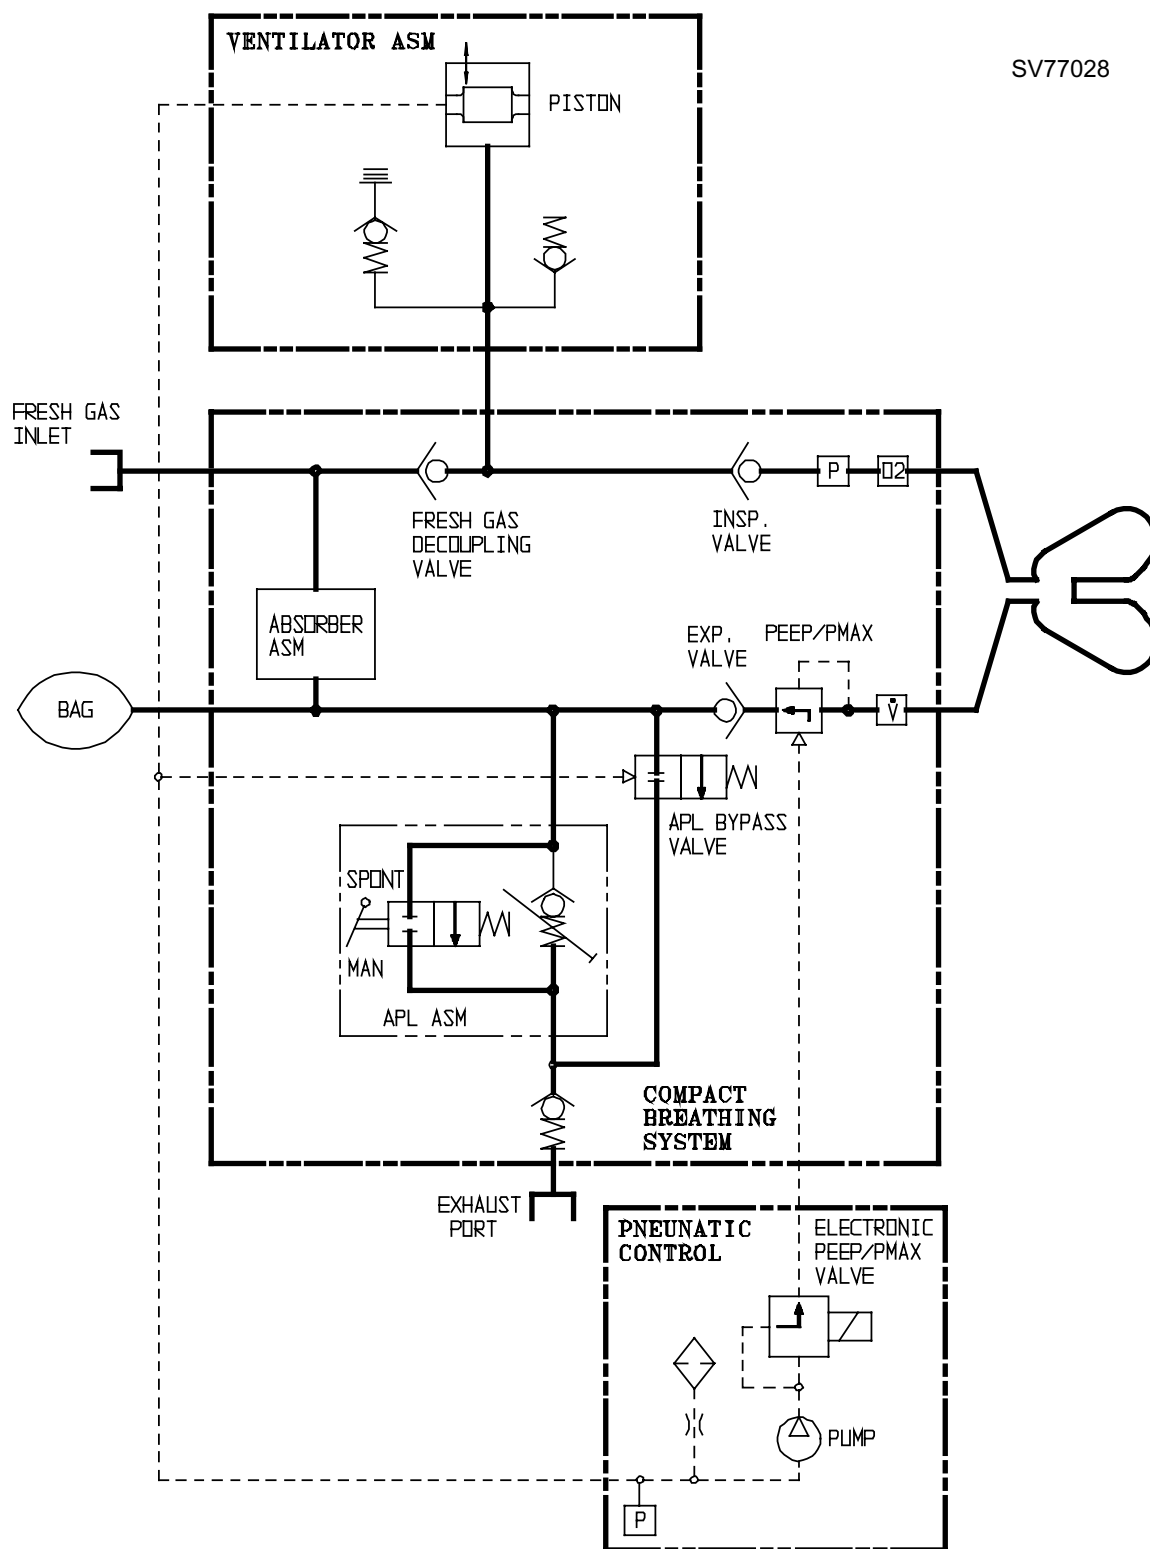 VENTILATOR ASM
SV77028
PISTON
FRESH GAS
INLET
P
O2
FRESH GAS
DECOUPLING
VALVE
INSP.
VALVE
ABSORBER
ASM
EXP.
VALVE
PEEP/PMAX
BAG
V̇
APL BYPASS
VALVE
SPONT
MAN
APL ASM
COMPACT
BREATHING
SYSTEM
EXHAUST
PORT
PNEUNATIC
CONTROL
ELECTRONIC
PEEP/PMAX
VALVE
PUMP
P